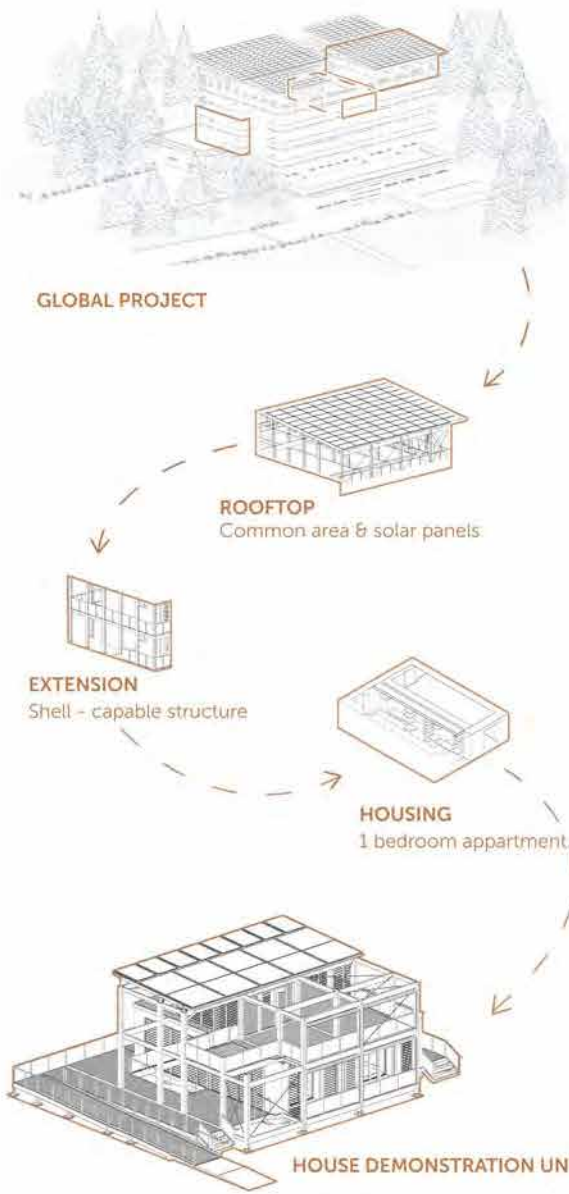 GLOBAL PROJECT
ROOFTOP
Common area & solar panels
EXTENSION
Shell - capable structure
HOUSING
1 bedroom appartment
HOUSE DEMONSTRATION UN